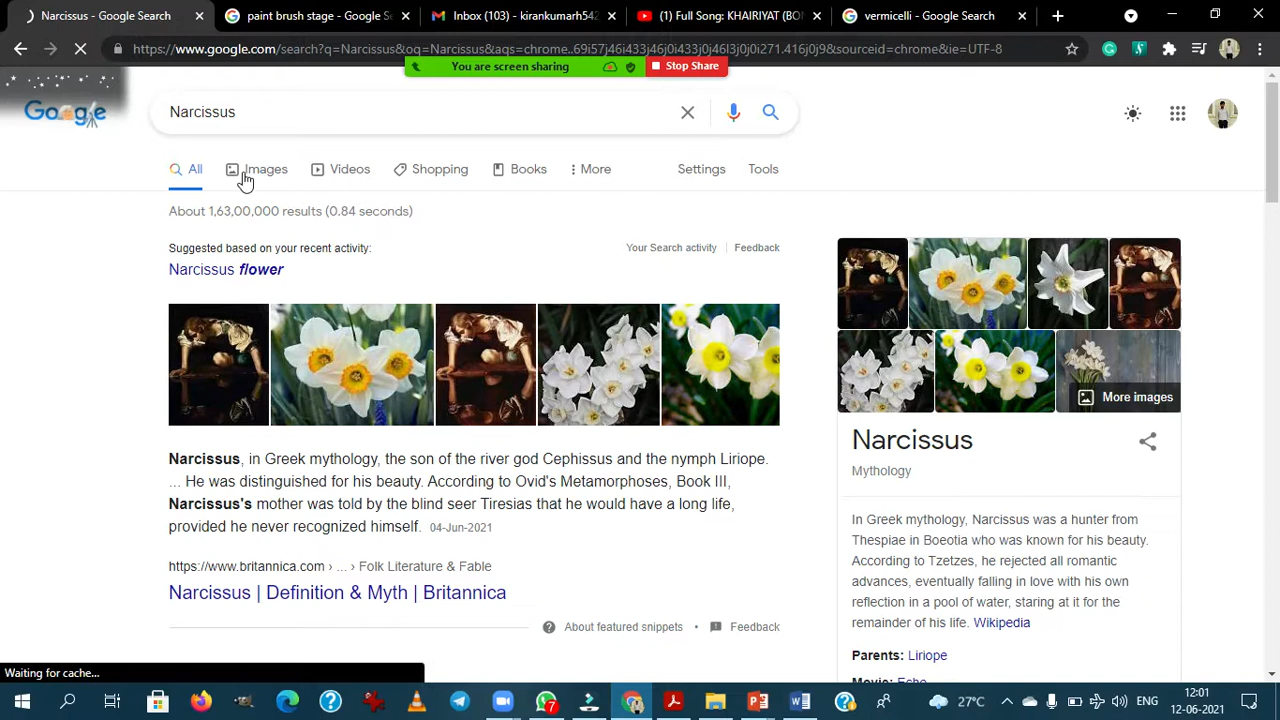 Narcissus - Google Search
paint brush stage - Google Se
Inbox (103) - kirankumarh542
(1) Full Song: KHAIRIYAT (BON
vermicelli - Google Search
https://www.google.com/search?q=Narcissus&oq=Narcissus&aqs=chrome..69i57j46i433j46j0i433j0j46l3j0j0i271.416j0j9&sourceid=chrome&ie=UTF-8
You are screen sharing
Stop Share
Google
Narcissus
All
Images
Videos
Shopping
Books
More
Settings
Tools
About 1,63,00,000 results (0.84 seconds)
Suggested based on your recent activity:
Your Search activity
Feedback
Narcissus flower
Narcissus, in Greek mythology, the son of the river god Cephissus and the nymph Liriope.
... He was distinguished for his beauty. According to Ovid's Metamorphoses, Book III,
Narcissus's mother was told by the blind seer Tiresias that he would have a long life,
provided he never recognized himself. 04-Jun-2021
https://www.britannica.com › ... › Folk Literature & Fable
Narcissus | Definition & Myth | Britannica
About featured snippets • Feedback
More images
Narcissus
Mythology
In Greek mythology, Narcissus was a hunter from
Thespiae in Boeotia who was known for his beauty.
According to Tzetzes, he rejected all romantic
advances, eventually falling in love with his own
reflection in a pool of water, staring at it for the
remainder of his life. Wikipedia
Parents: Liriope
Movie: Echo
Waiting for cache...
7
27°C
ENG
12:01
12-06-2021